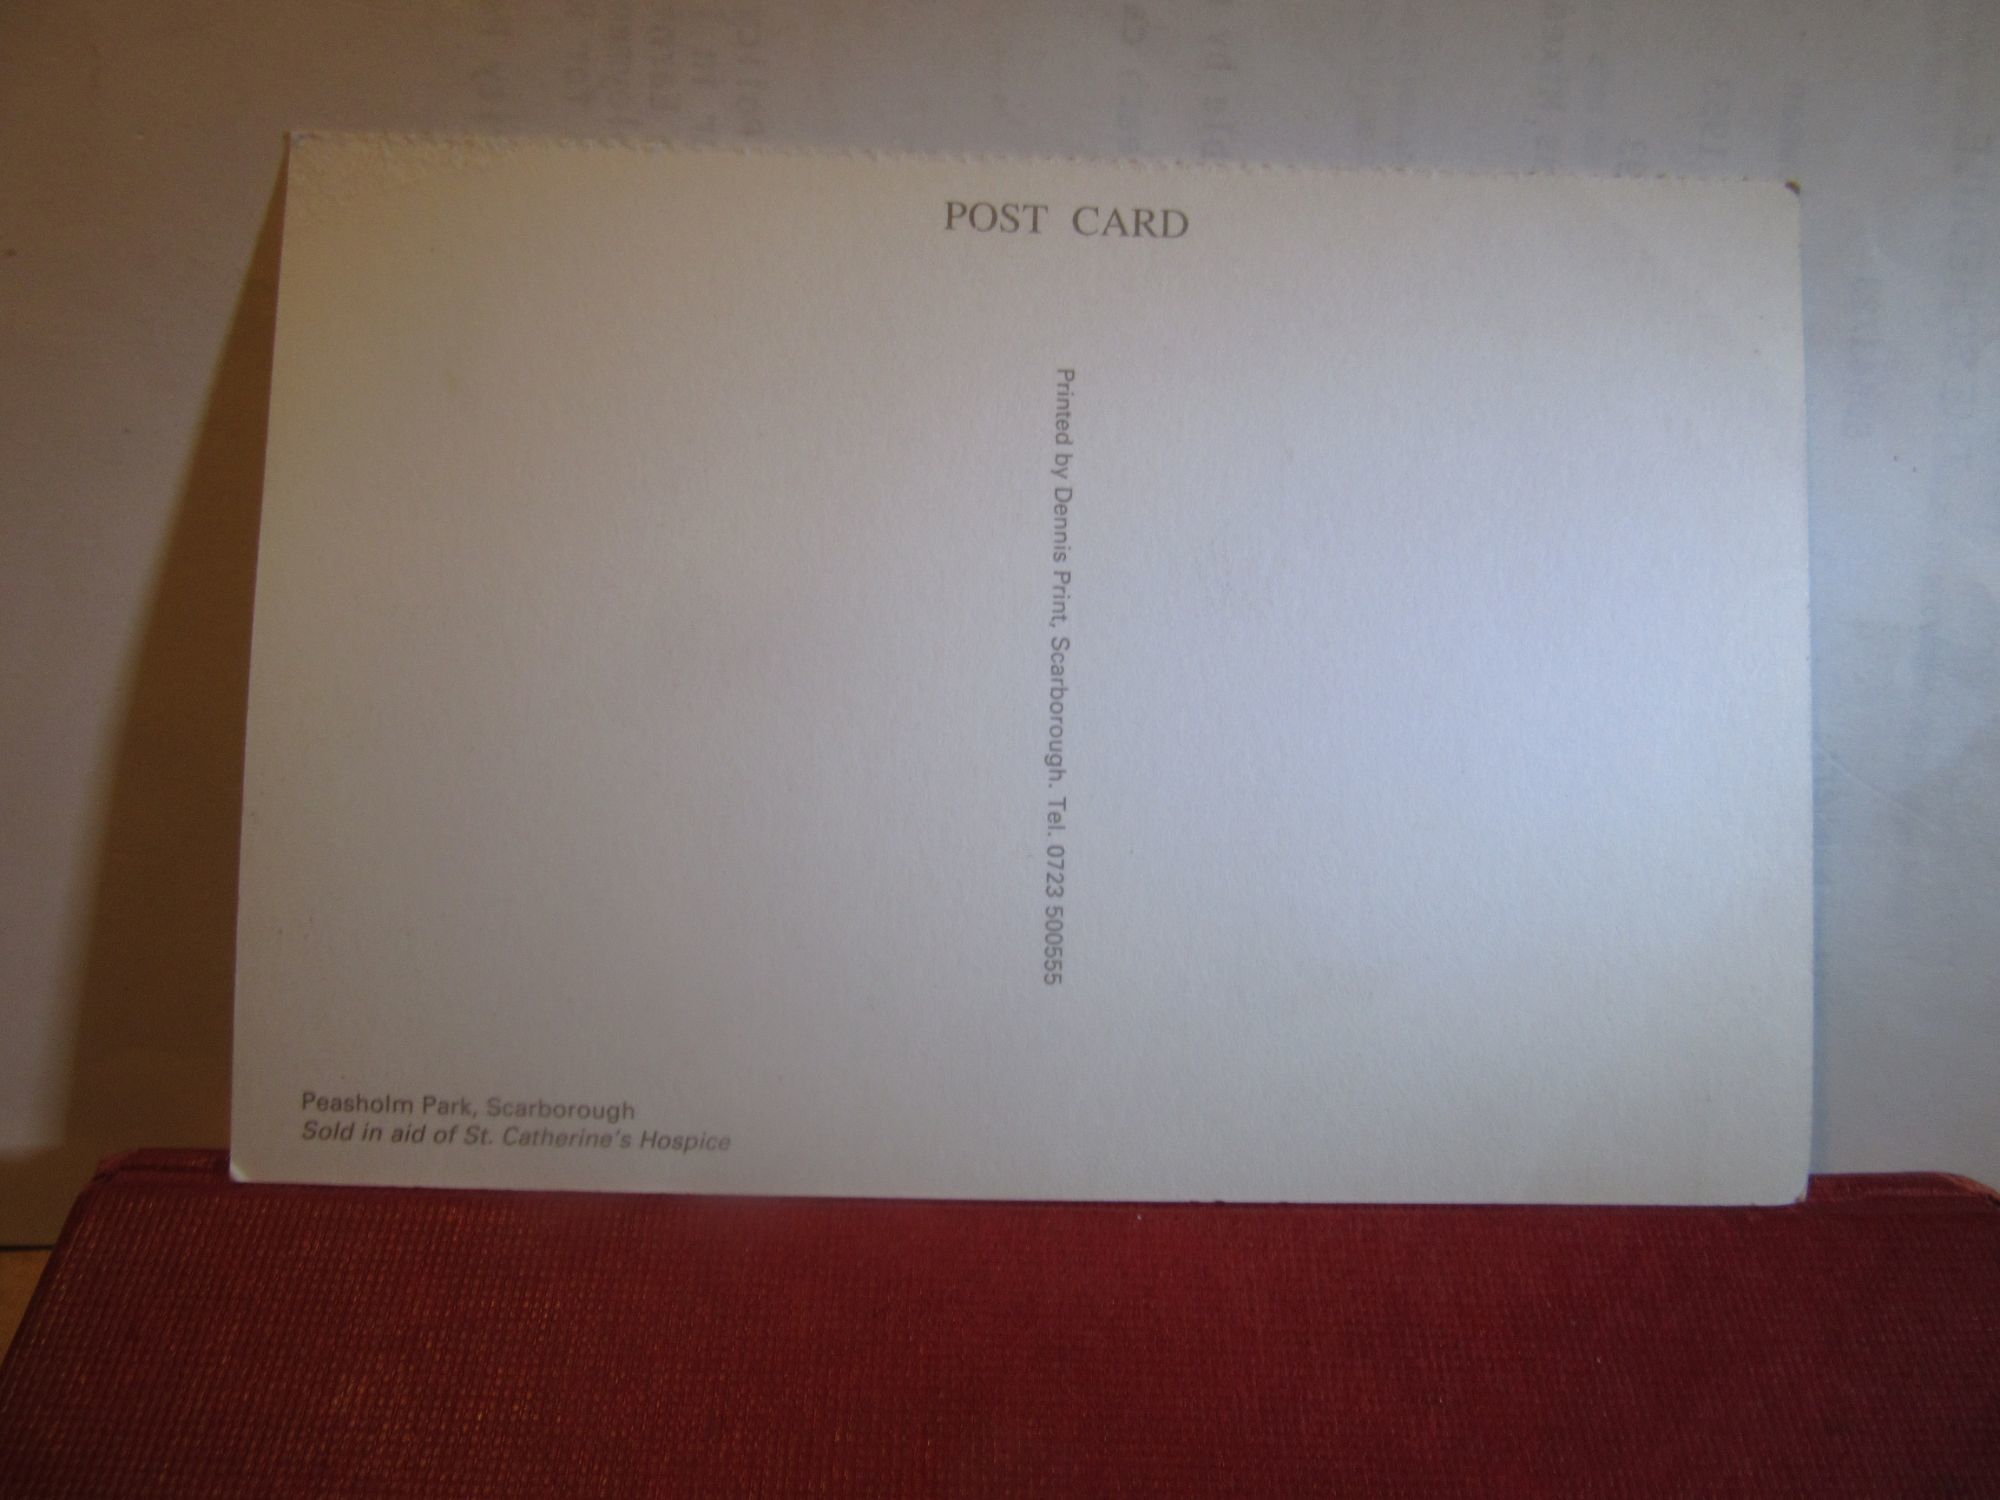 POST CARD
Printed by Dennis Print, Scarborough. Tel. 0723 500555
Peasholm Park, Scarborough
Sold in aid of St. Catherine's Hospice